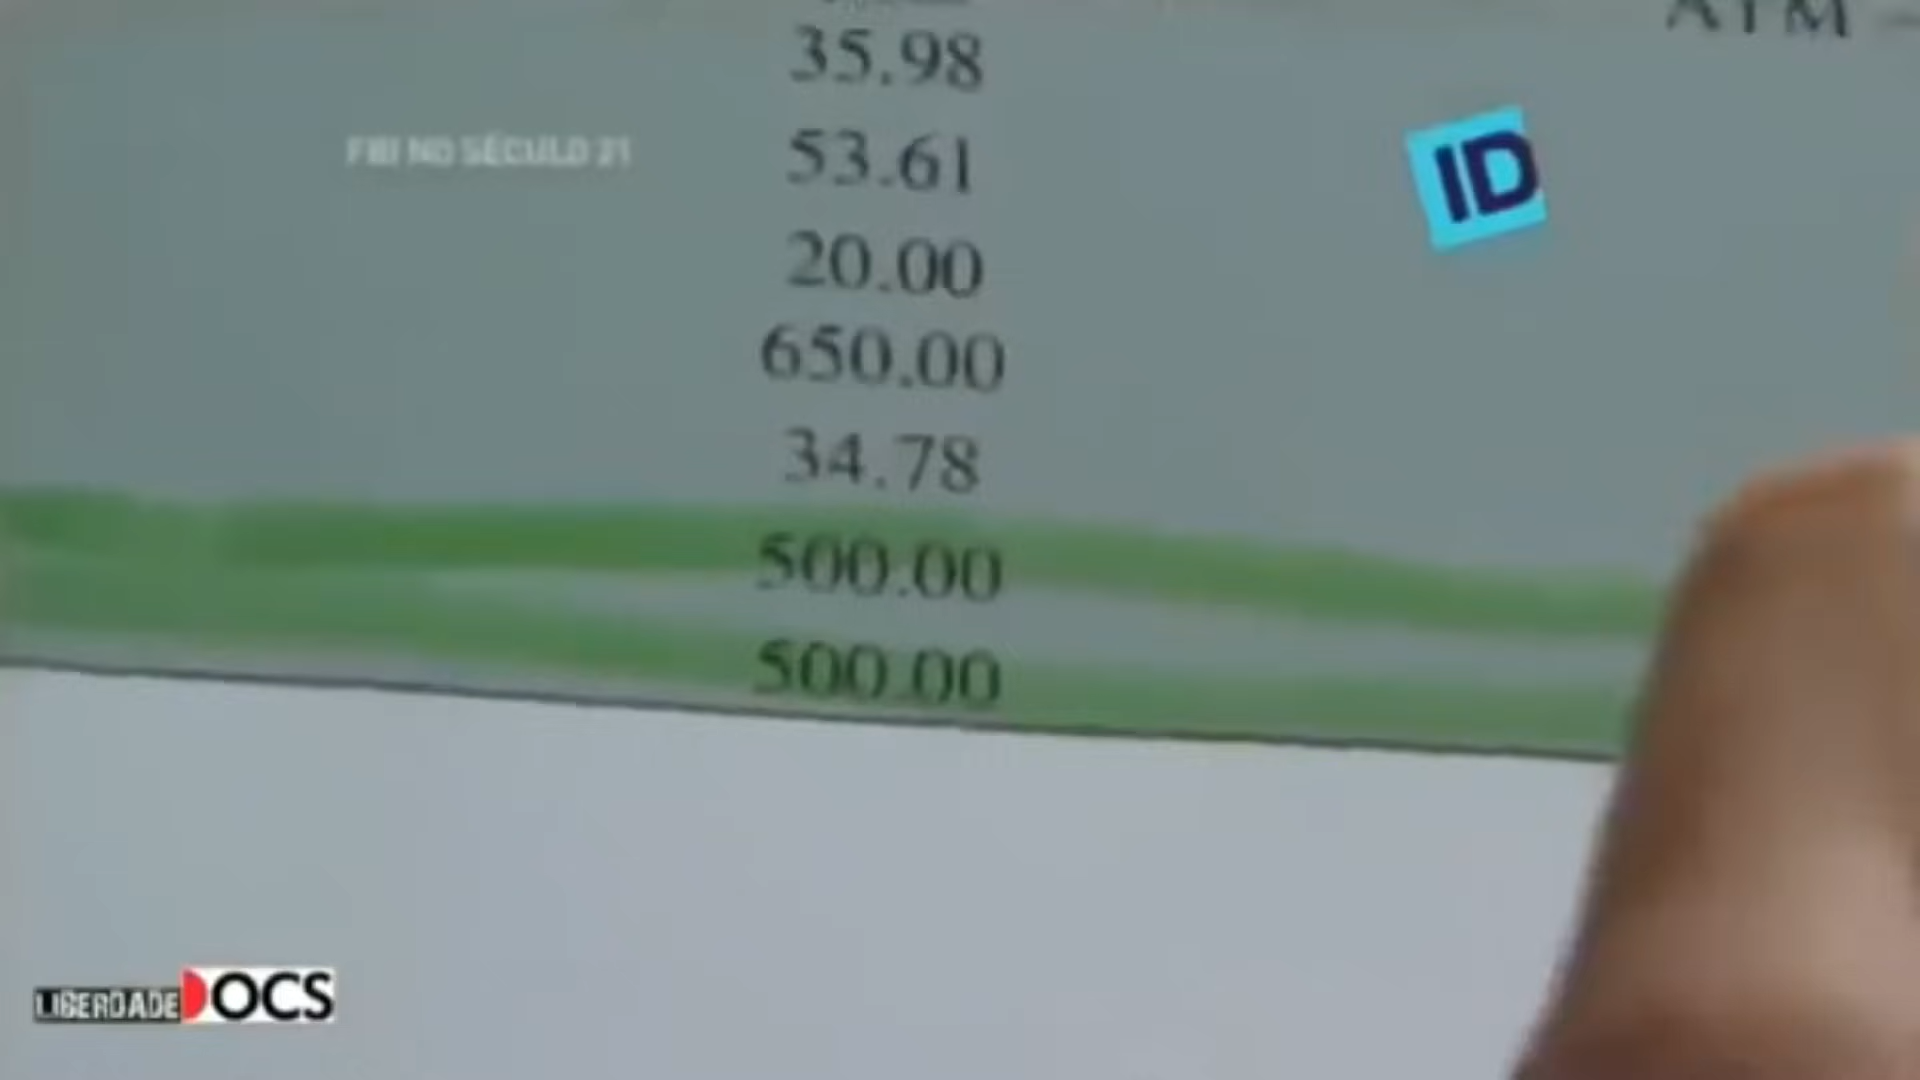 ATM
35.98
FBI NO SÉCULO 21
53.61
ID
20.00
650.00
34.78
500.00
500.00
LIBERDADE DOCS